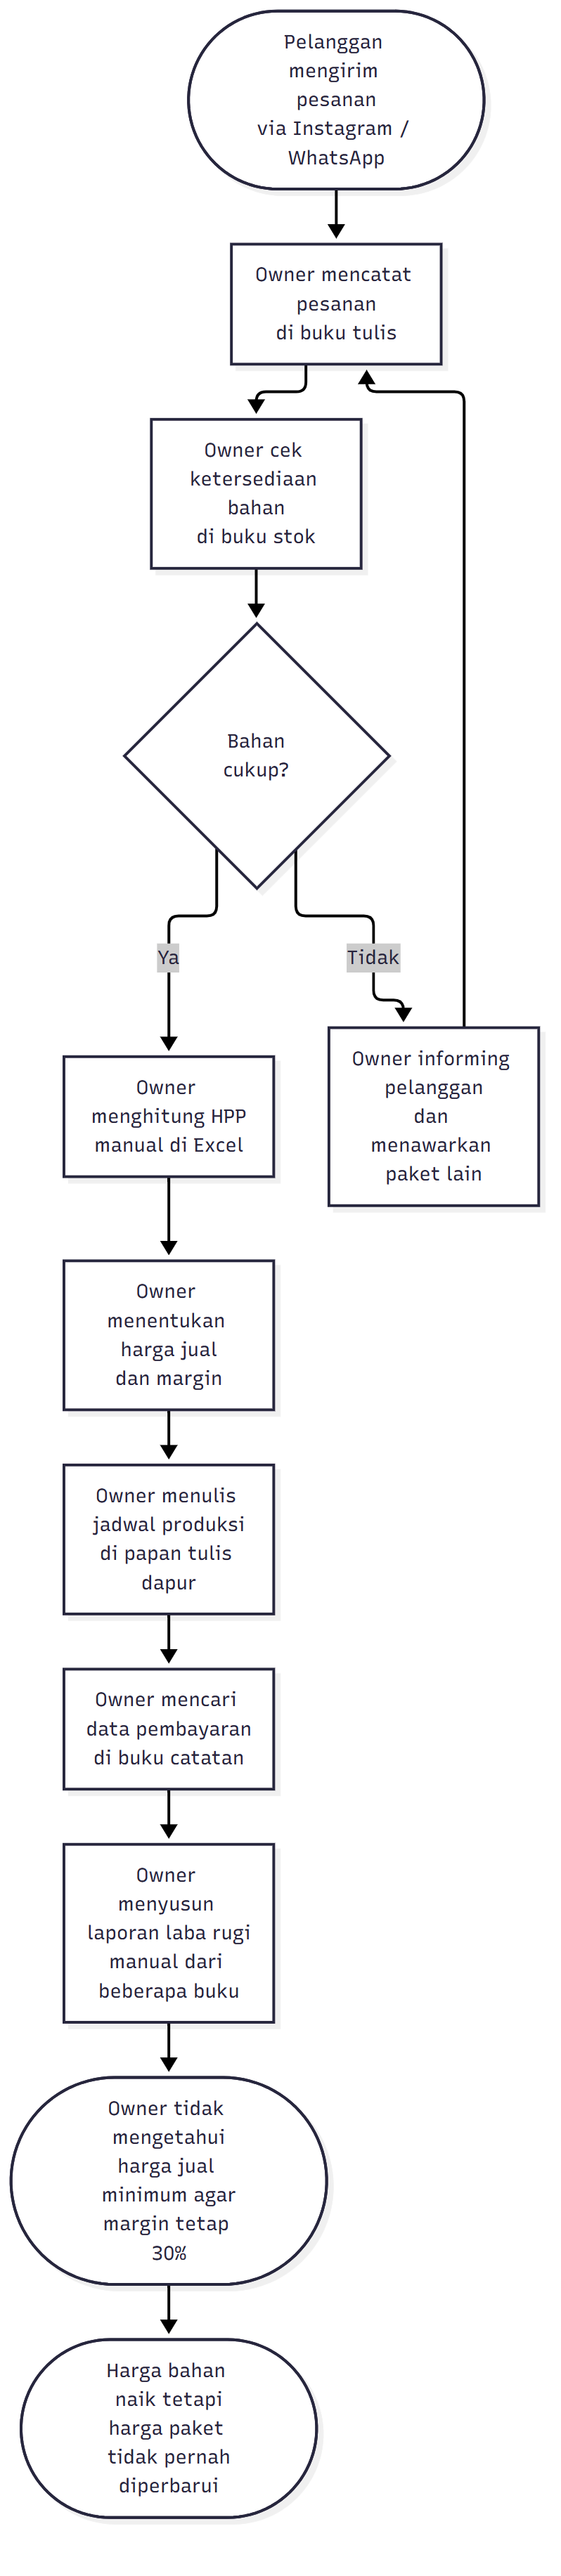 Pelanggan
mengirim
pesanan
via Instagram /
WhatsApp
Owner mencatat
pesanan
di buku tulis
Owner cek
ketersediaan
bahan
di buku stok
Bahan
cukup?
Ya
Tidak
Owner
menghitung HPP
manual di Excel
Owner informing
pelanggan
dan
menawarkan
paket lain
Owner
menentukan
harga jual
dan margin
Owner menulis
jadwal produksi
di papan tulis
dapur
Owner mencari
data pembayaran
di buku catatan
Owner
menyusun
laporan laba rugi
manual dari
beberapa buku
Owner tidak
mengetahui
harga jual
minimum agar
margin tetap
30%
Harga bahan
naik tetapi
harga paket
tidak pernah
diperbarui